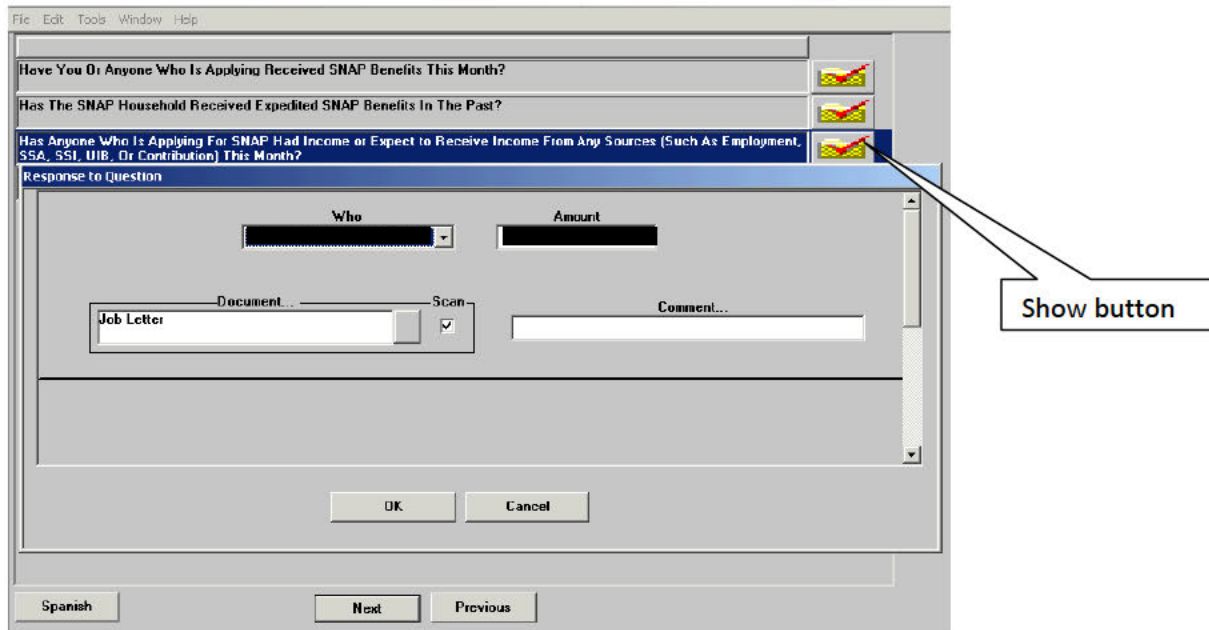 File Edit Tools Window Help
Have You Or Anyone Who Is Applying Received SNAP Benefits This Month?
Has The SNAP Household Received Expedited SNAP Benefits In The Past?
Has Anyone Who Is Applying For SNAP Had Income or Expect to Receive Income From Any Sources (Such As Employment,
SSA, SSI, UIB, Or Contribution) This Month?
Response to Question
Who Amount
Document... Scan Comment...
Job Letter
Show button
OK Cancel
Spanish Next Previous